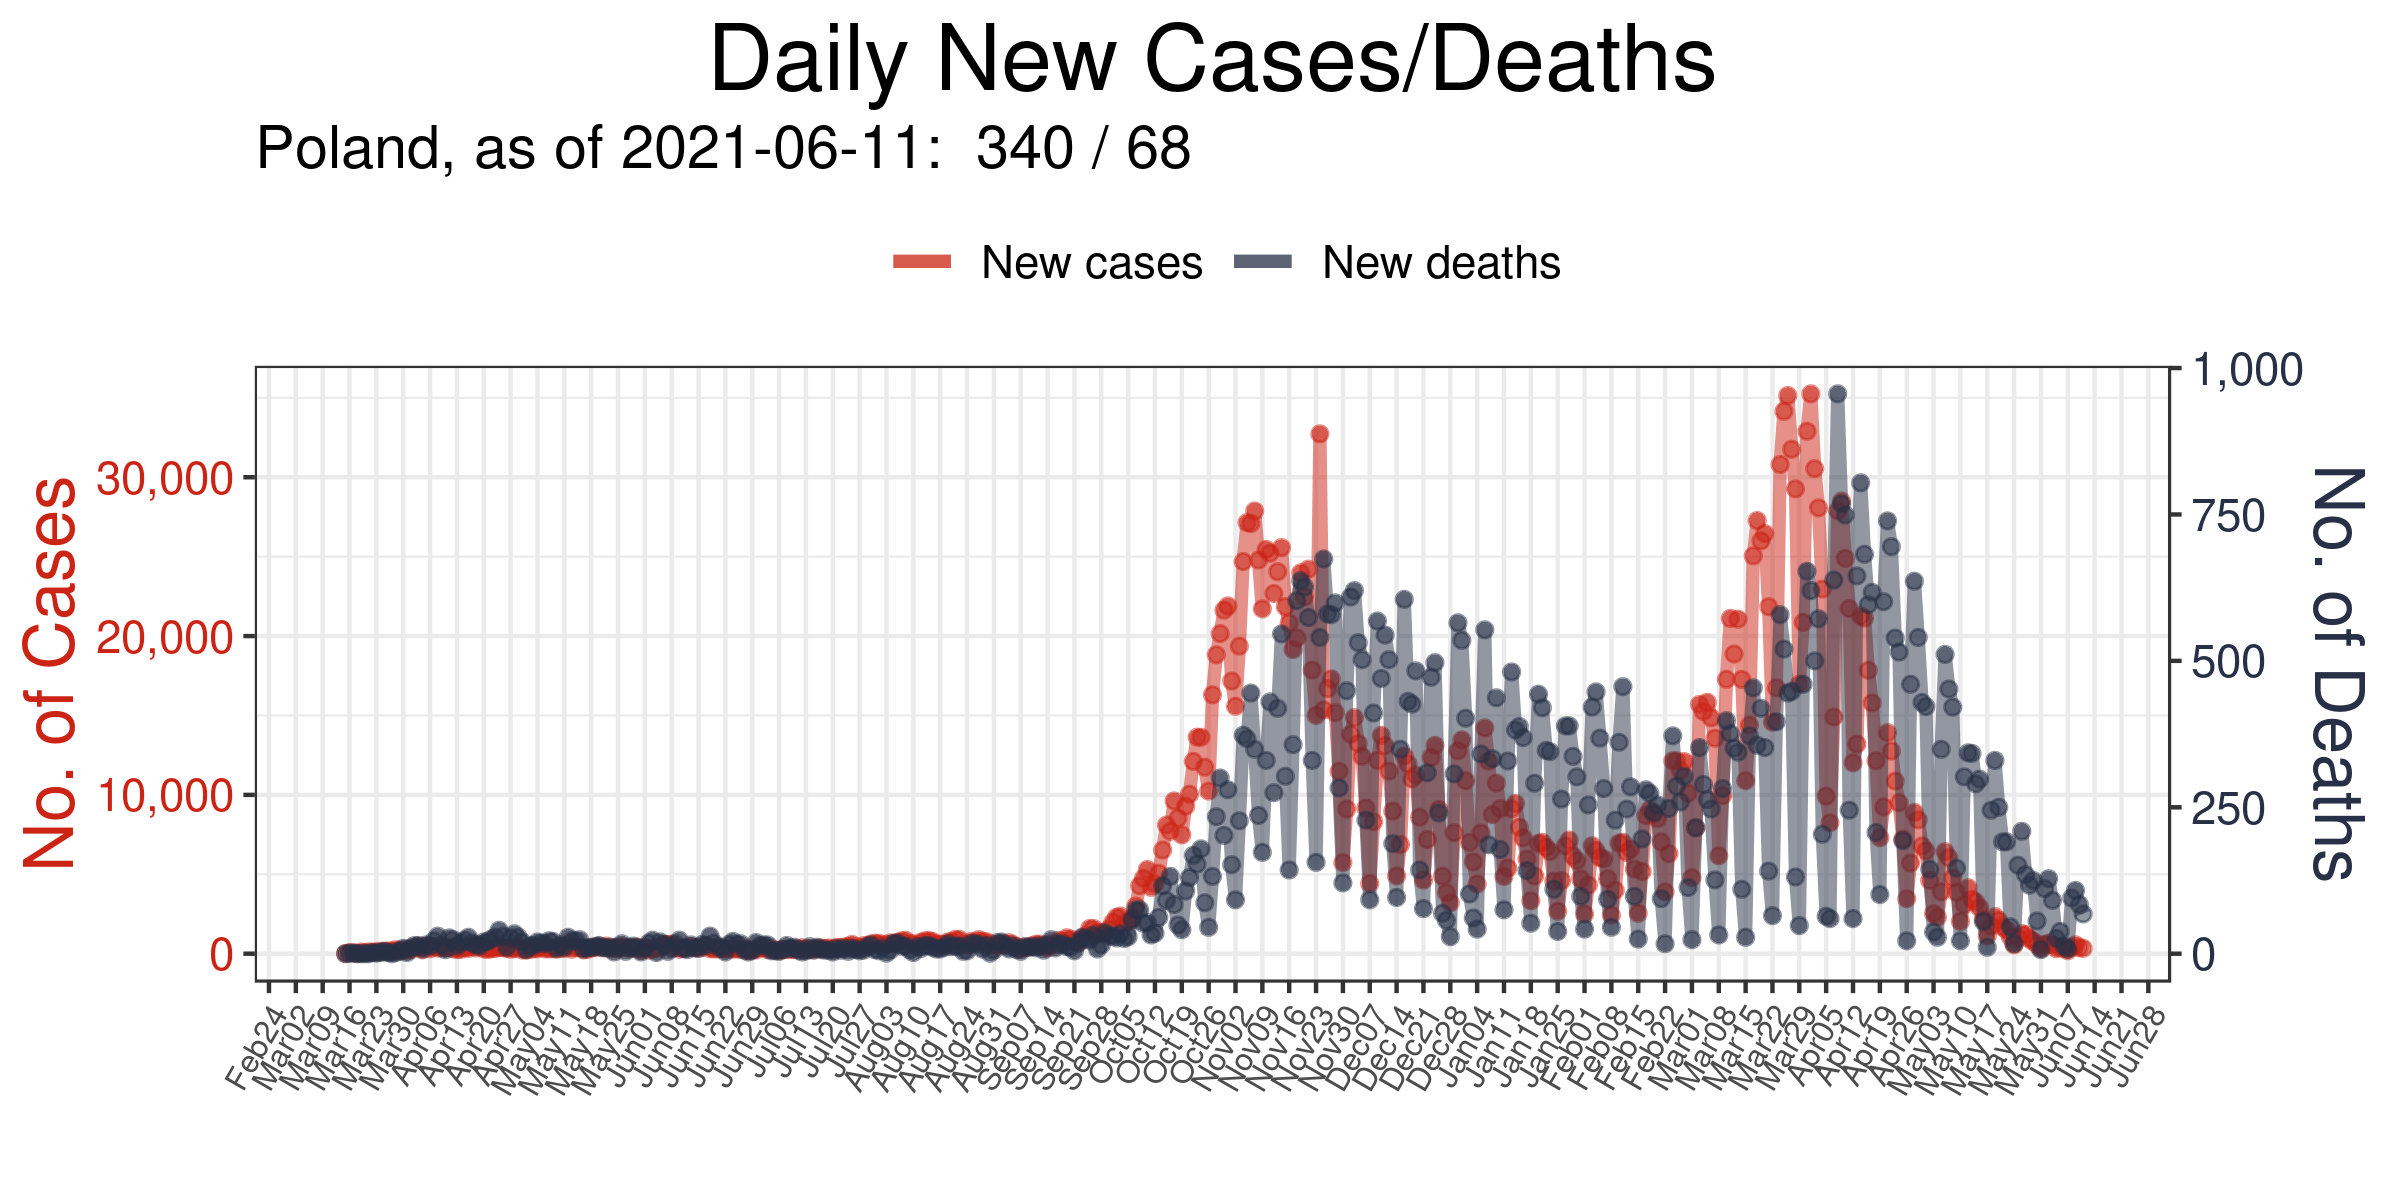 Daily New Cases/Deaths
Poland, as of 2021-06-11:  340 / 68
New cases
New deaths
No. of Cases
30,000
20,000
10,000
0
1,000
750
500
250
0
No. of Deaths
Feb24
Mar02
Mar09
Mar16
Mar23
Mar30
Apr06
Apr13
Apr20
Apr27
May04
May11
May18
May25
Jun01
Jun08
Jun15
Jun22
Jun29
Jul06
Jul13
Jul20
Jul27
Aug03
Aug10
Aug17
Aug24
Aug31
Sep07
Sep14
Sep21
Sep28
Oct05
Oct12
Oct19
Oct26
Nov02
Nov09
Nov16
Nov23
Nov30
Dec07
Dec14
Dec21
Dec28
Jan04
Jan11
Jan18
Jan25
Feb01
Feb08
Feb15
Feb22
Mar01
Mar08
Mar15
Mar22
Mar29
Apr05
Apr12
Apr19
Apr26
May03
May10
May17
May24
May31
Jun07
Jun14
Jun21
Jun28